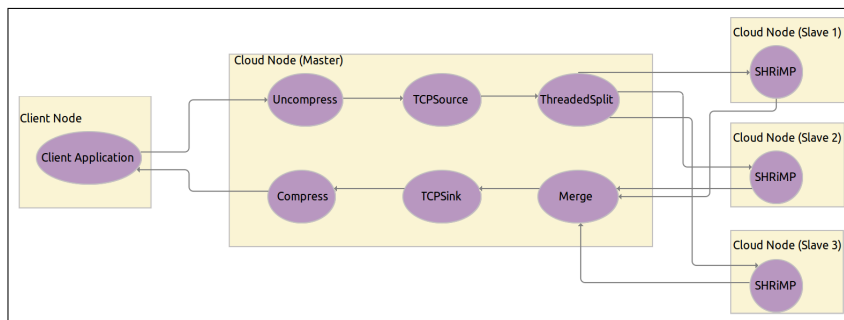 Client Node
Client Application
Cloud Node (Master)
Uncompress
TCPSource
ThreadedSplit
Compress
TCPSink
Merge
Cloud Node (Slave 1)
SHRiMP
Cloud Node (Slave 2)
SHRiMP
Cloud Node (Slave 3)
SHRiMP